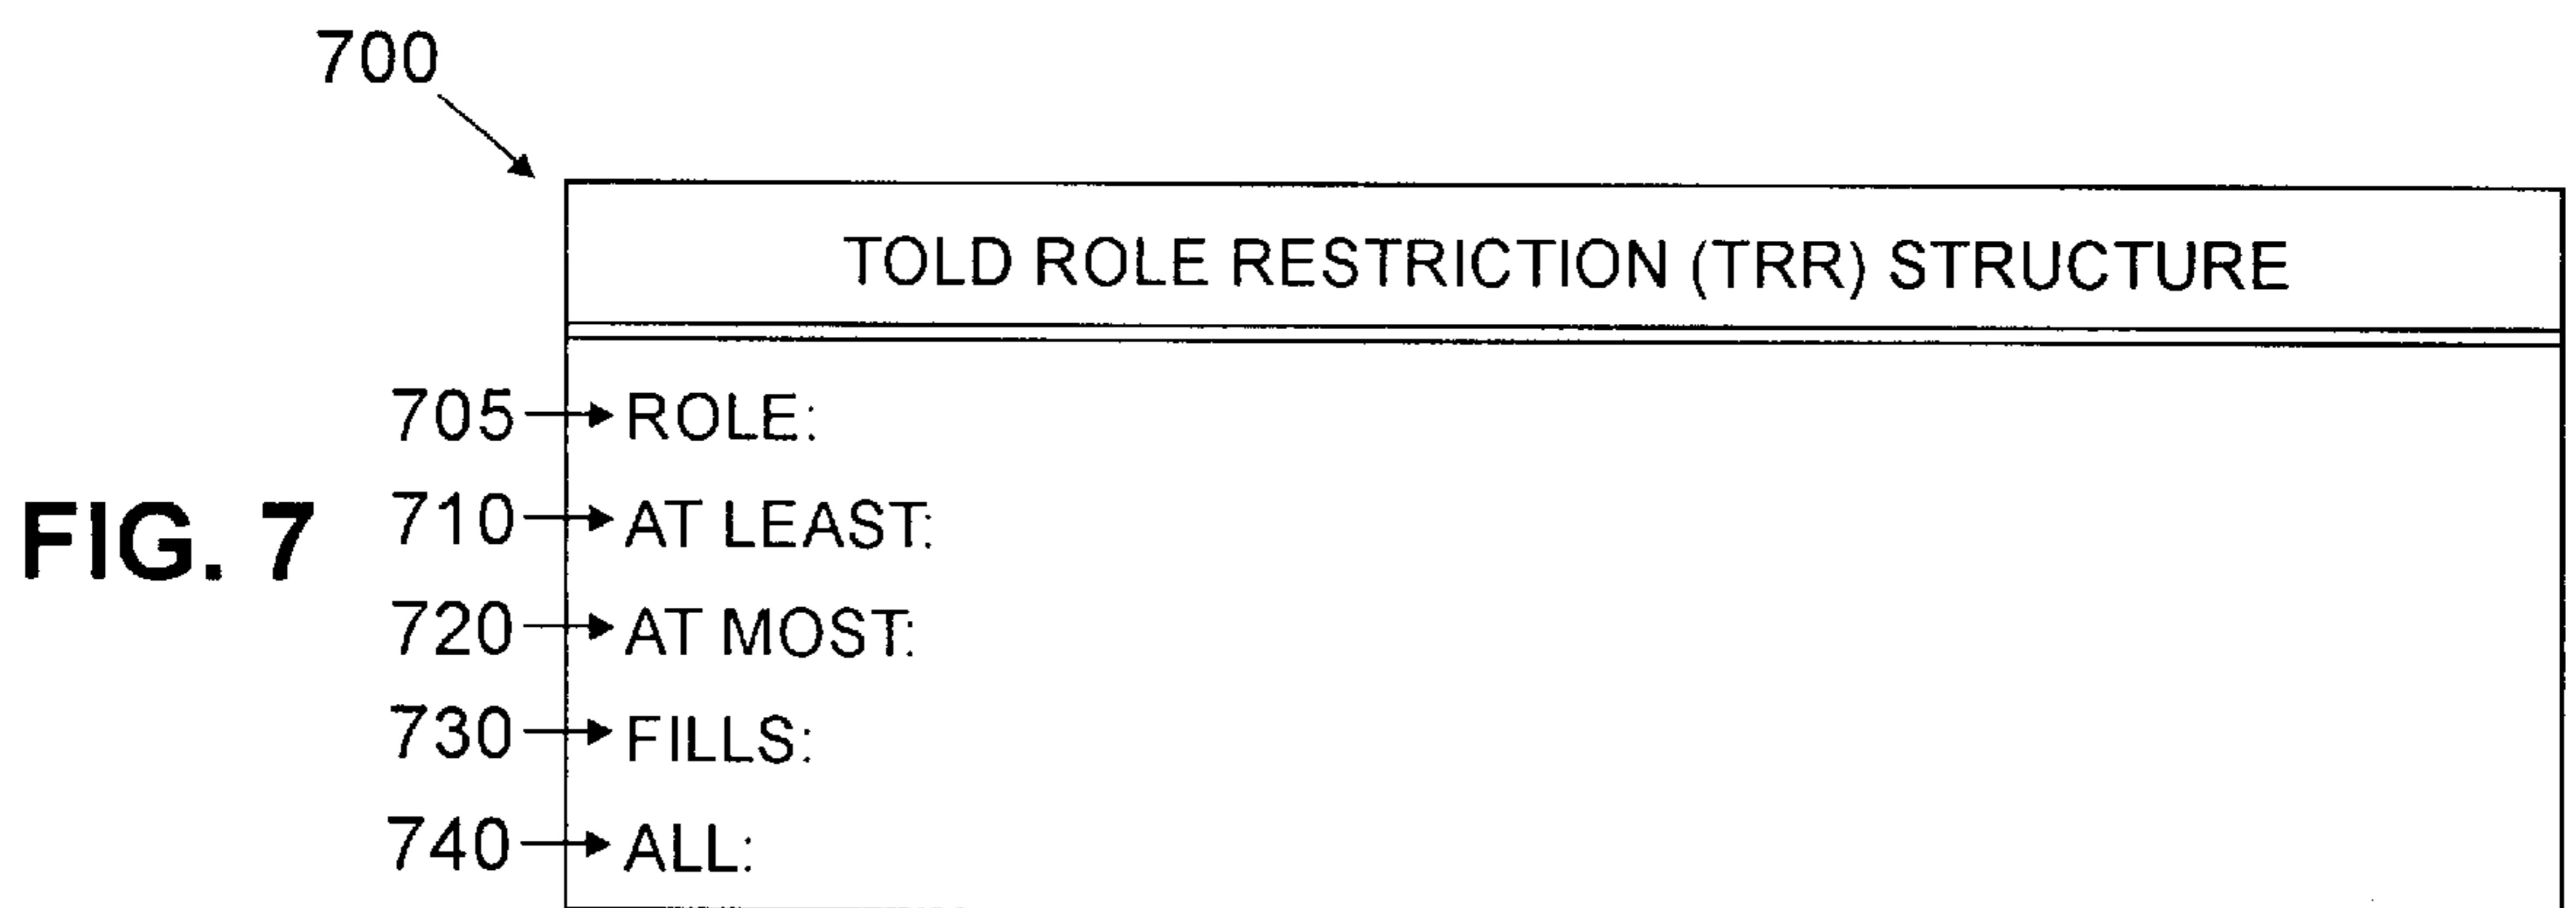 700
TOLD ROLE RESTRICTION (TRR) STRUCTURE
705 ROLE:
710 AT LEAST:
FIG. 7
720 AT MOST:
730 FILLS:
740 ALL: